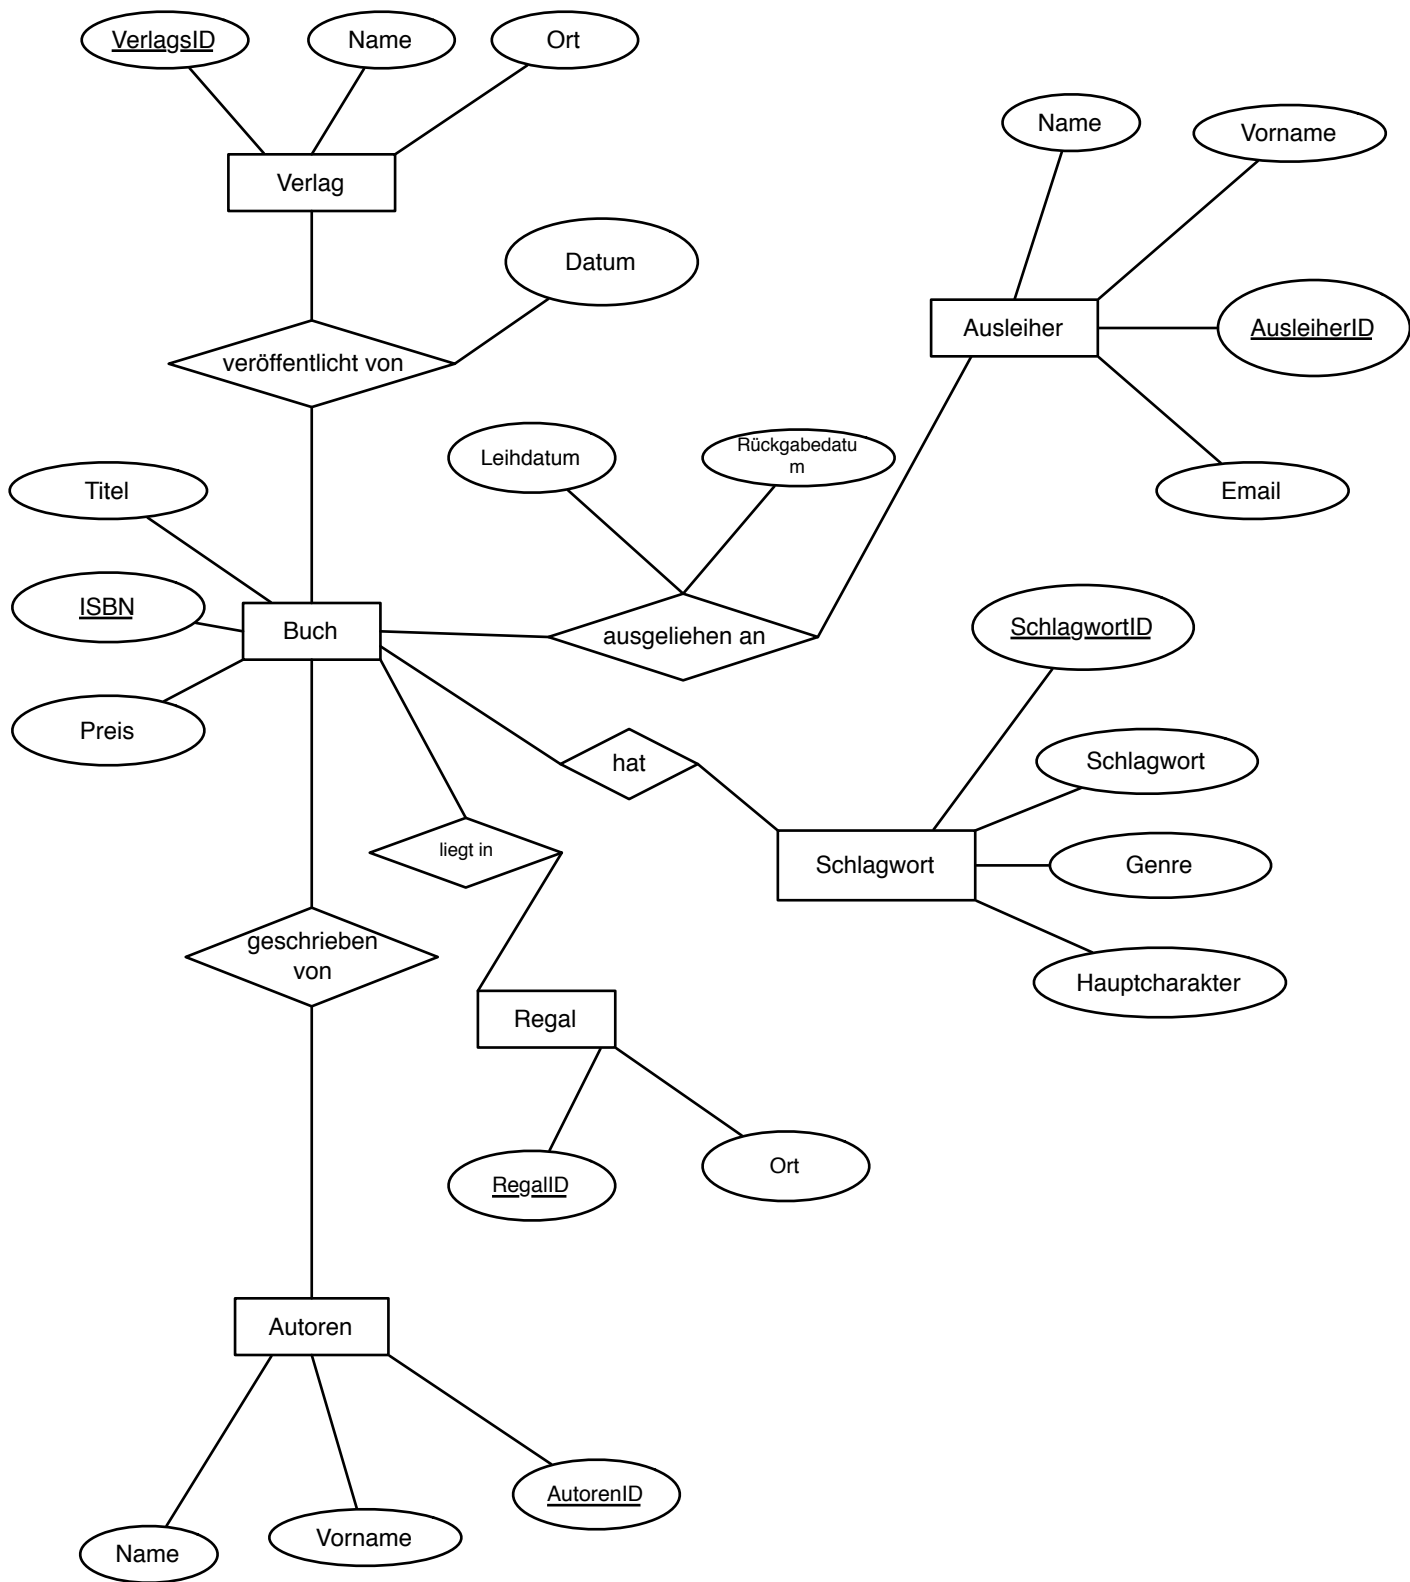 VerlagsID
Name
Ort
Verlag
Datum
veröffentlicht von
Name
Vorname
Ausleiher
AusleiherID
Email
Leihdatum
Rückgabedatu
m
Titel
ISBN
Buch
Preis
ausgeliehen an
hat
SchlagwortID
Schlagwort
Schlagwort
Genre
Hauptcharakter
liegt in
geschrieben
von
Regal
RegalID
Ort
Autoren
Name
Vorname
AutorenID